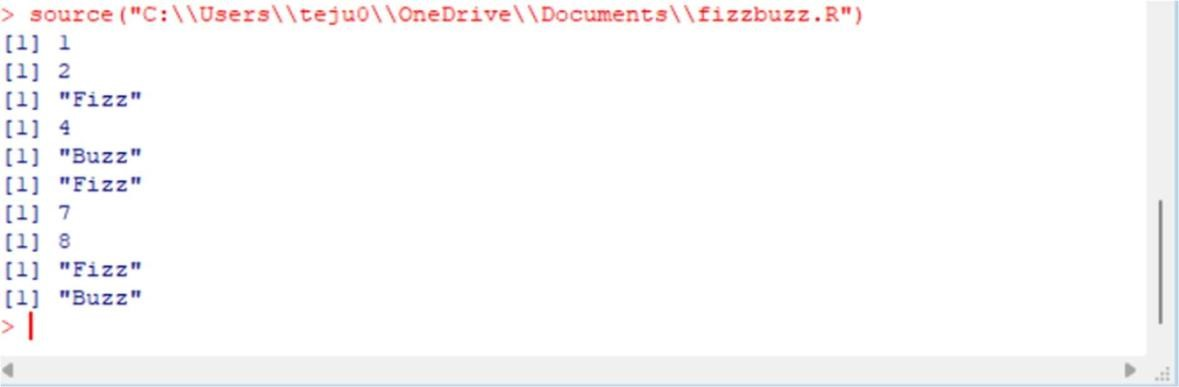 > source("C:\\Users\\teju0\\OneDrive\\Documents\\fizzbuzz.R")
[1] 1
[1] 2
[1] "Fizz"
[1] 4
[1] "Buzz"
[1] "Fizz"
[1] 7
[1] 8
[1] "Fizz"
[1] "Buzz"
>